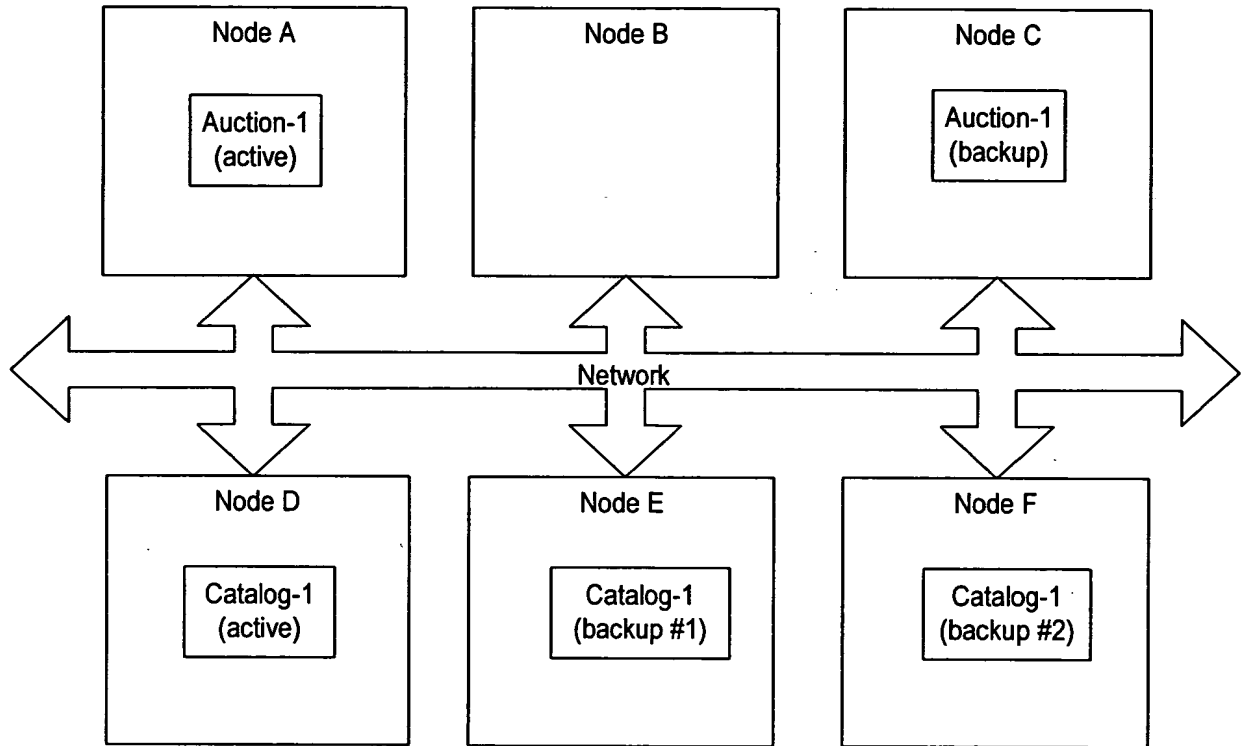 Node A
Auction-1
(active)
Node B
Node C
Auction-1
(backup)
Network
Node D
Catalog-1
(active)
Node E
Catalog-1
(backup #1)
Node F
Catalog-1
(backup #2)